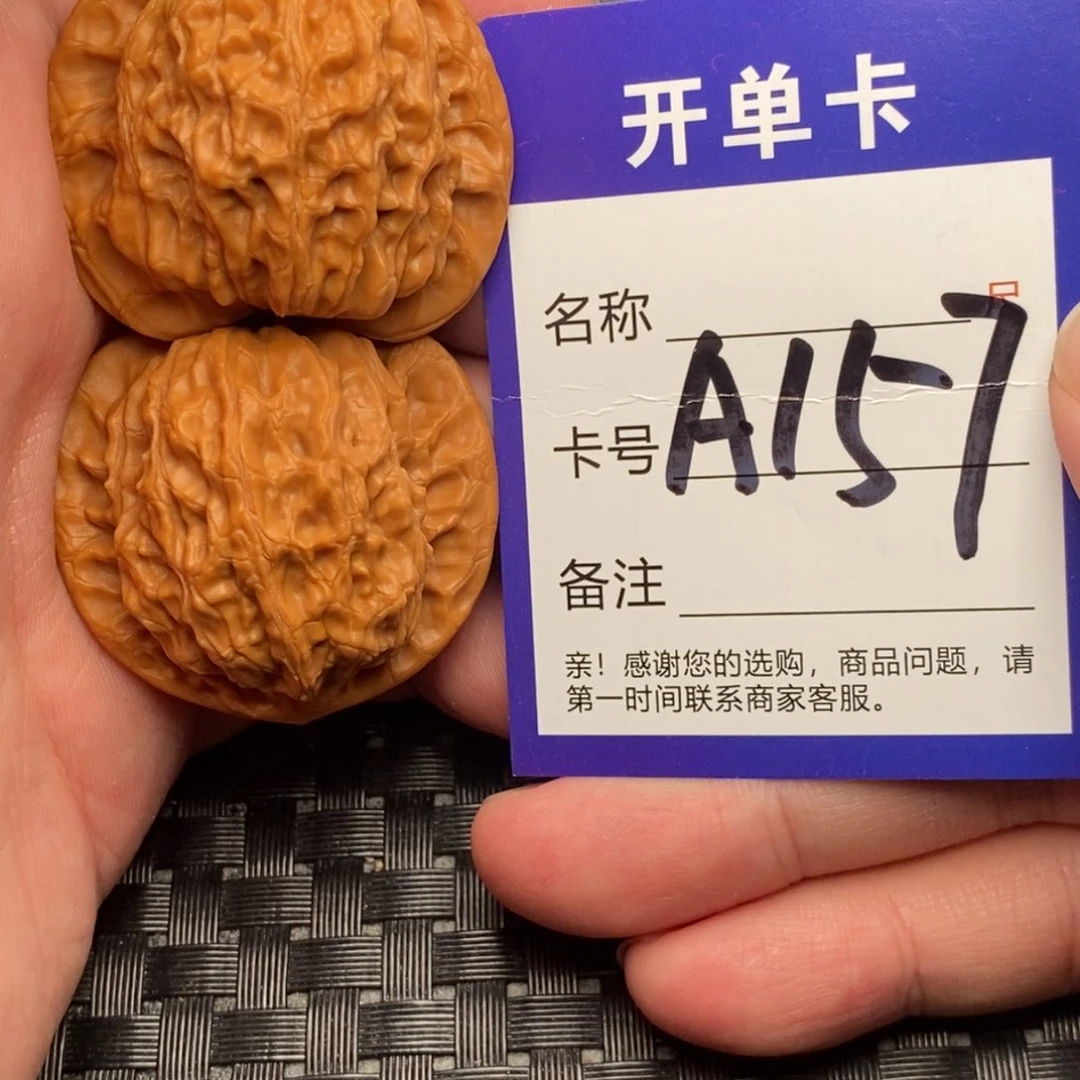 开单卡
名称
卡号 A157
备注
亲！感谢您的选购，商品问题，请
第一时间联系商家客服。